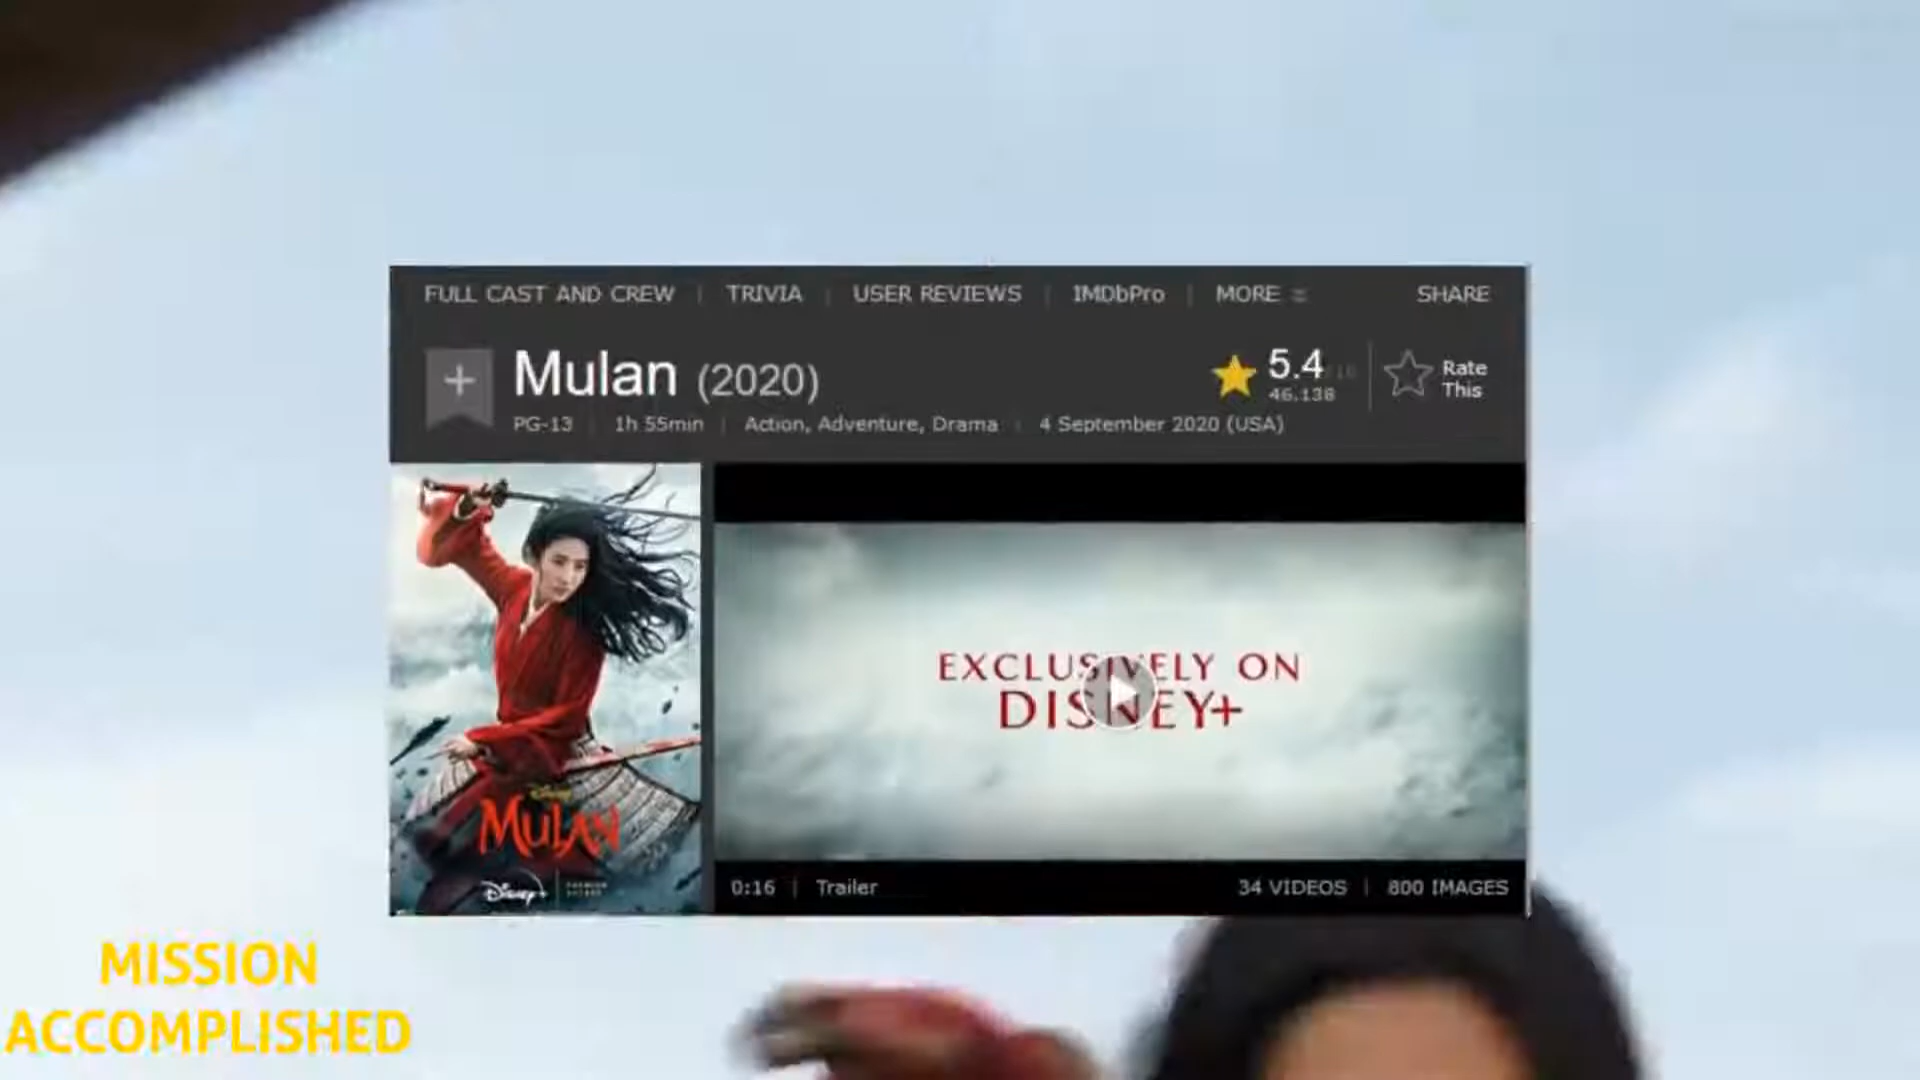 FULL CAST AND CREW | TRIVIA | USER REVIEWS | IMDbPro | MORE SHARE
+ Mulan (2020)
5.4
46.138
Rate
This
PG-13 | 1h 55min | Action, Adventure, Drama | 4 September 2020 (USA)
EXCLUSIVELY ON
DISNEY+
Disney
MULAN
Disney+
0:16 | Trailer
34 VIDEOS | 800 IMAGES
MISSION
ACCOMPLISHED